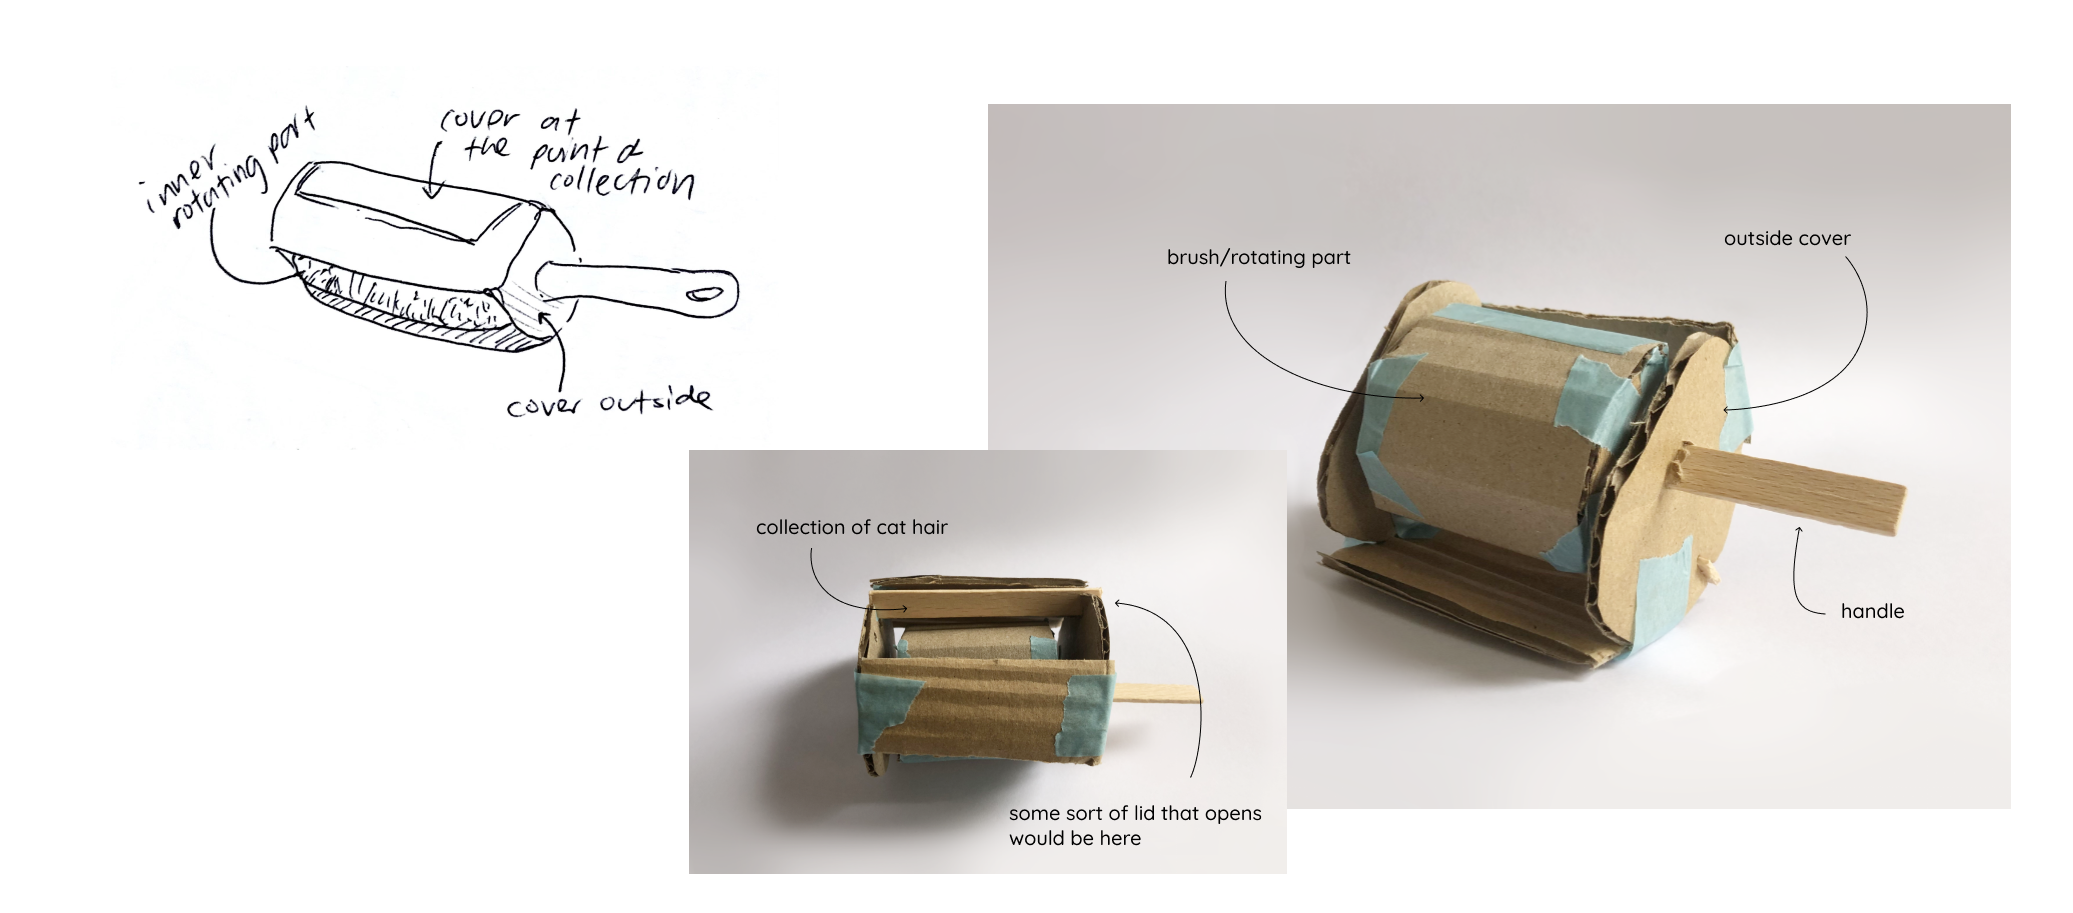 inner
rotating part
cover at
the point of
collection
cover outside
brush/rotating part
outside cover
handle
collection of cat hair
some sort of lid that opens
would be here